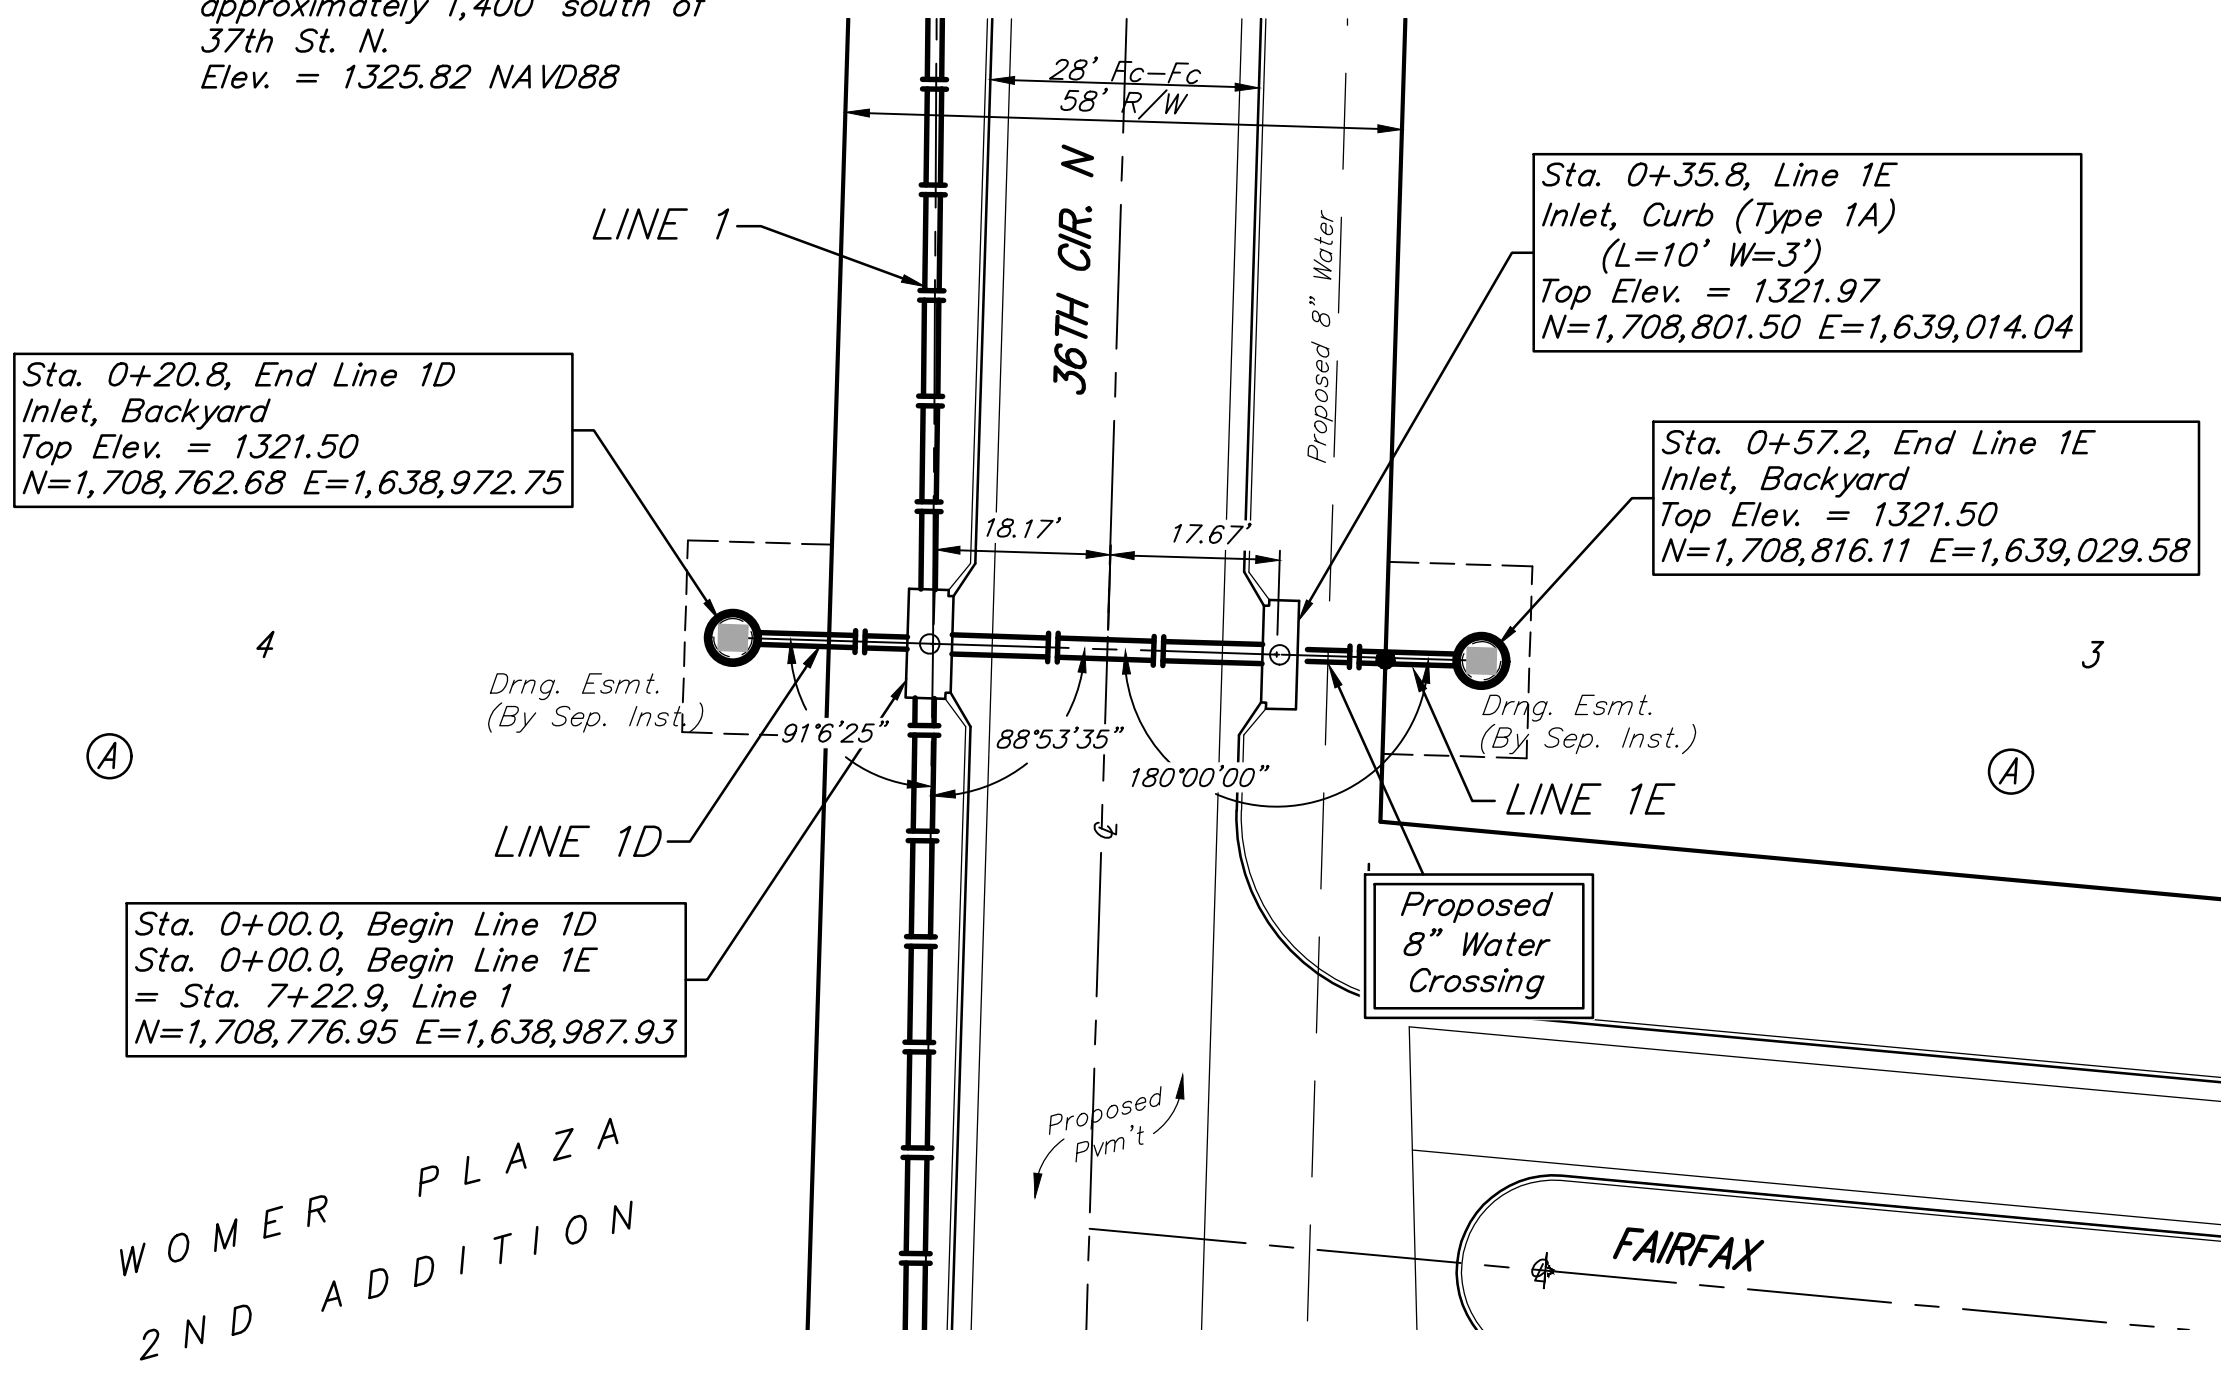 approximately 1,400' south of
37th St. N.
Elev. = 1325.82 NAVD88
28' Fc-Fc
58' R/W
36TH CIR. N
Proposed 8" Water
LINE 1
Sta. 0+35.8, Line 1E
Inlet, Curb (Type 1A)
(L=10' W=3')
Top Elev. = 1321.97
N=1,708,801.50 E=1,639,014.04
Sta. 0+20.8, End Line 1D
Inlet, Backyard
Top Elev. = 1321.50
N=1,708,762.68 E=1,638,972.75
Sta. 0+57.2, End Line 1E
Inlet, Backyard
Top Elev. = 1321.50
N=1,708,816.11 E=1,639,029.58
18.17'
17.67'
4
3
Drng. Esmt.
(By Sep. Inst.)
91°6'25"
88°53'35"
180°00'00"
Drng. Esmt.
(By Sep. Inst.)
A
A
LINE 1D
LINE 1E
Sta. 0+00.0, Begin Line 1D
Sta. 0+00.0, Begin Line 1E
= Sta. 7+22.9, Line 1
N=1,708,776.95 E=1,638,987.93
Proposed
8" Water
Crossing
Proposed
Pvm't
WOMER PLAZA
2ND ADDITION
FAIRFAX